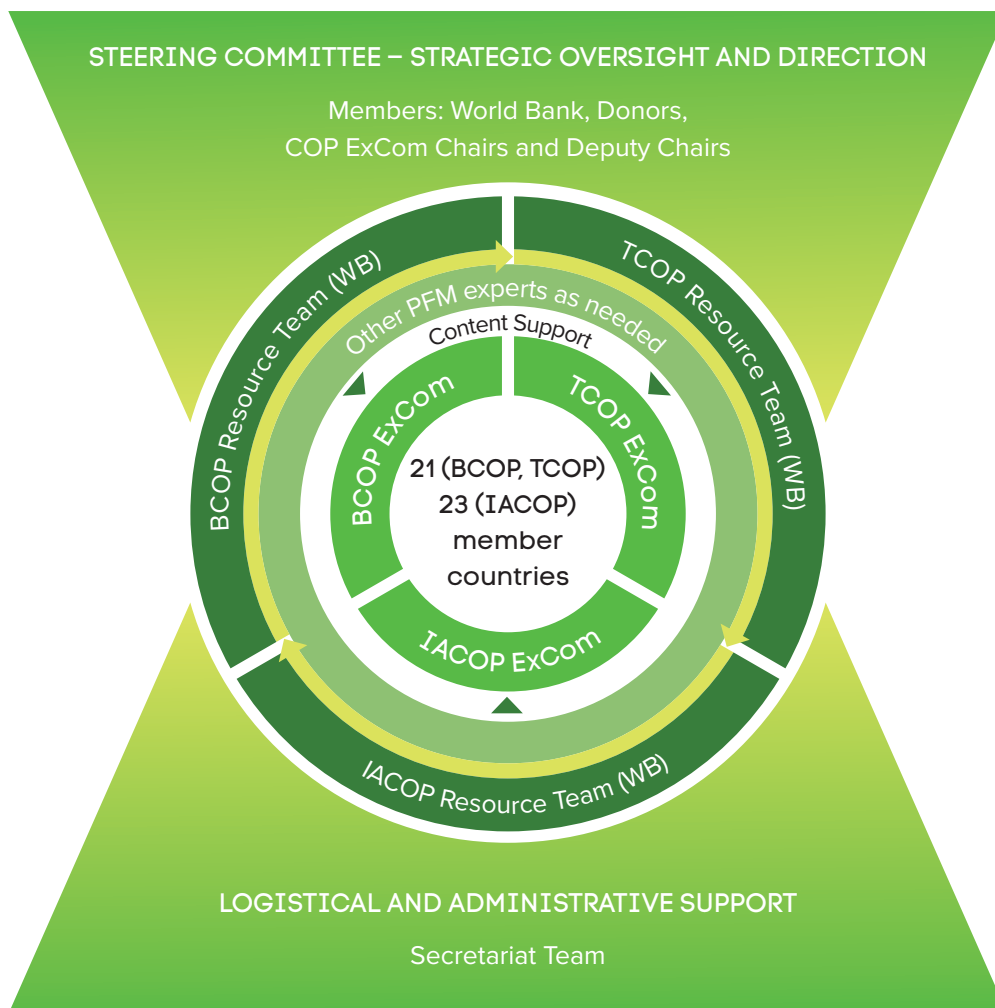 STEERING COMMITTEE – STRATEGIC OVERSIGHT AND DIRECTION
Members: World Bank, Donors,
COP ExCom Chairs and Deputy Chairs
BCOP Resource Team (WB)
TCOP Resource Team (WB)
Other PFM experts as needed
Content Support
BCOP ExCom
TCOP ExCom
21 (BCOP, TCOP)
23 (IACOP)
member
countries
IACOP ExCom
IACOP Resource Team (WB)
LOGISTICAL AND ADMINISTRATIVE SUPPORT
Secretariat Team